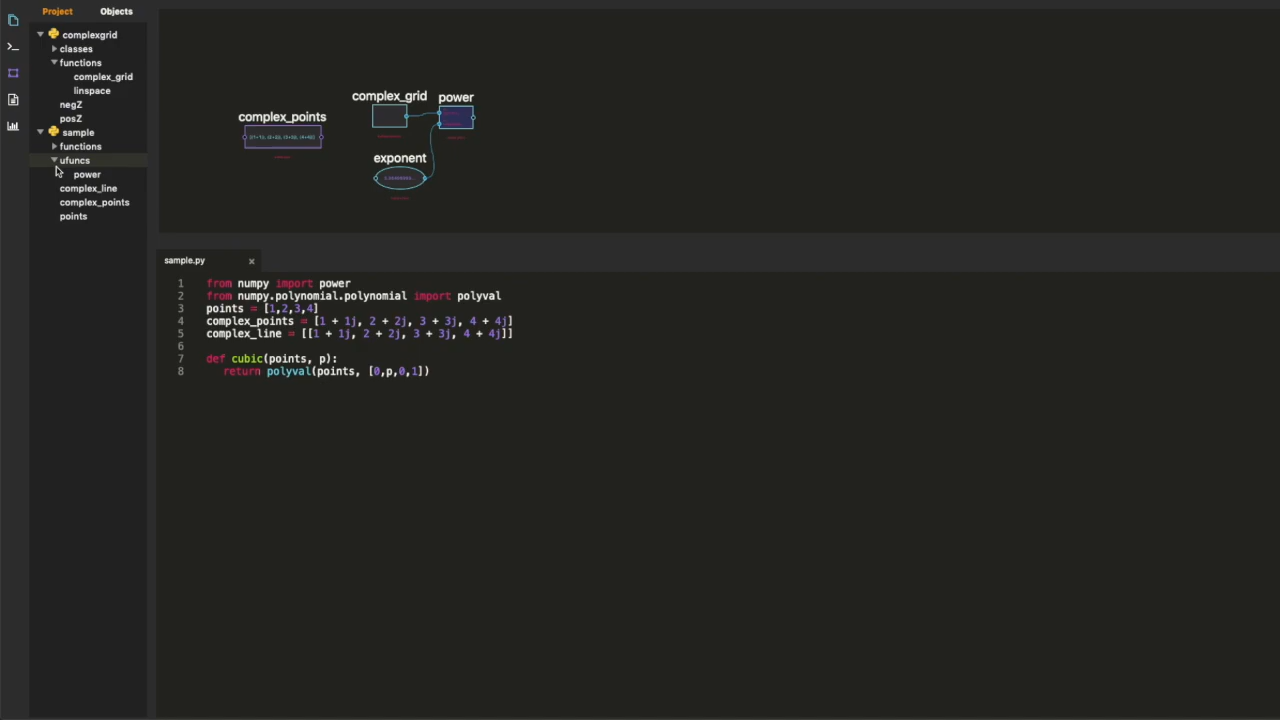 Project Objects
complexgrid
classes
functions
complex_grid
linspace
negZ
posZ
sample
functions
ufuncs
power
complex_line
complex_points
points
complex_points
complex_grid
power
exponent
sample.py ×
1 from numpy import power
2 from numpy.polynomial.polynomial import polyval
3 points = [1,2,3,4]
4 complex_points = [1 + 1j, 2 + 2j, 3 + 3j, 4 + 4j]
5 complex_line = [[1 + 1j, 2 + 2j, 3 + 3j, 4 + 4j]]
6
7 def cubic(points, p):
8 return polyval(points, [0,p,0,1])